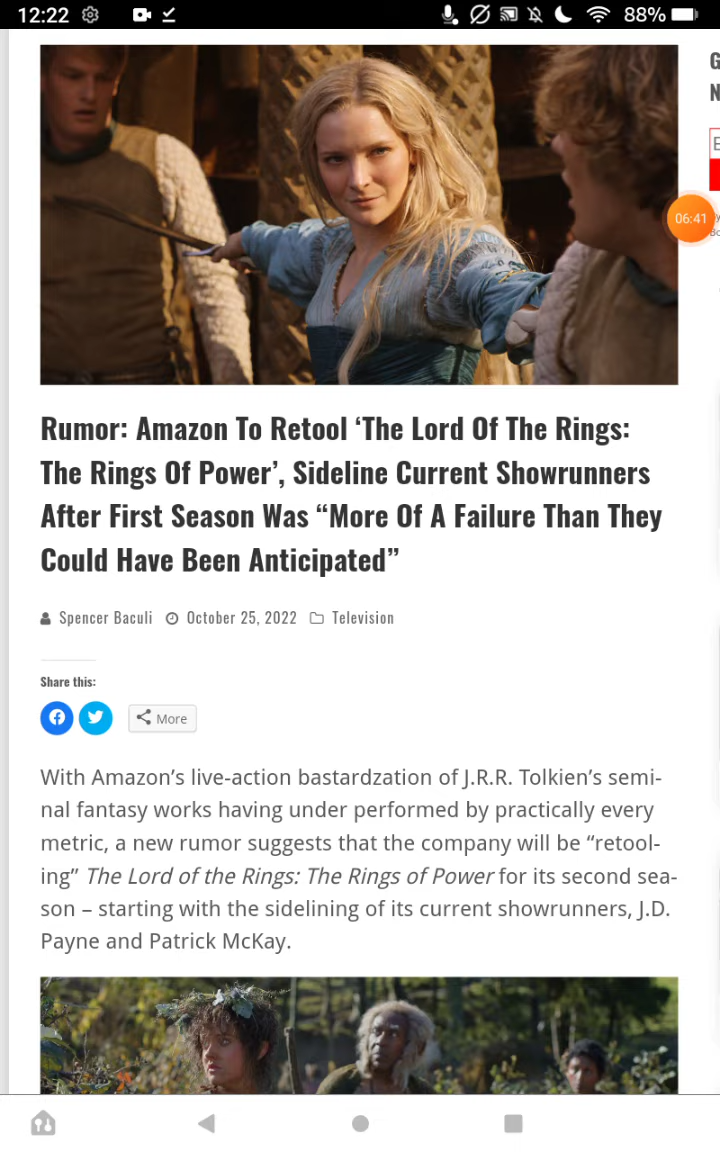 12:22
88%
G
N
E
06:41
Rumor: Amazon To Retool ‘The Lord Of The Rings:
The Rings Of Power’, Sideline Current Showrunners
After First Season Was “More Of A Failure Than They
Could Have Been Anticipated”
Spencer Baculi October 25, 2022 Television
Share this:
More
With Amazon’s live-action bastardzation of J.R.R. Tolkien’s semi-
nal fantasy works having under performed by practically every
metric, a new rumor suggests that the company will be “retool-
ing” The Lord of the Rings: The Rings of Power for its second sea-
son – starting with the sidelining of its current showrunners, J.D.
Payne and Patrick McKay.